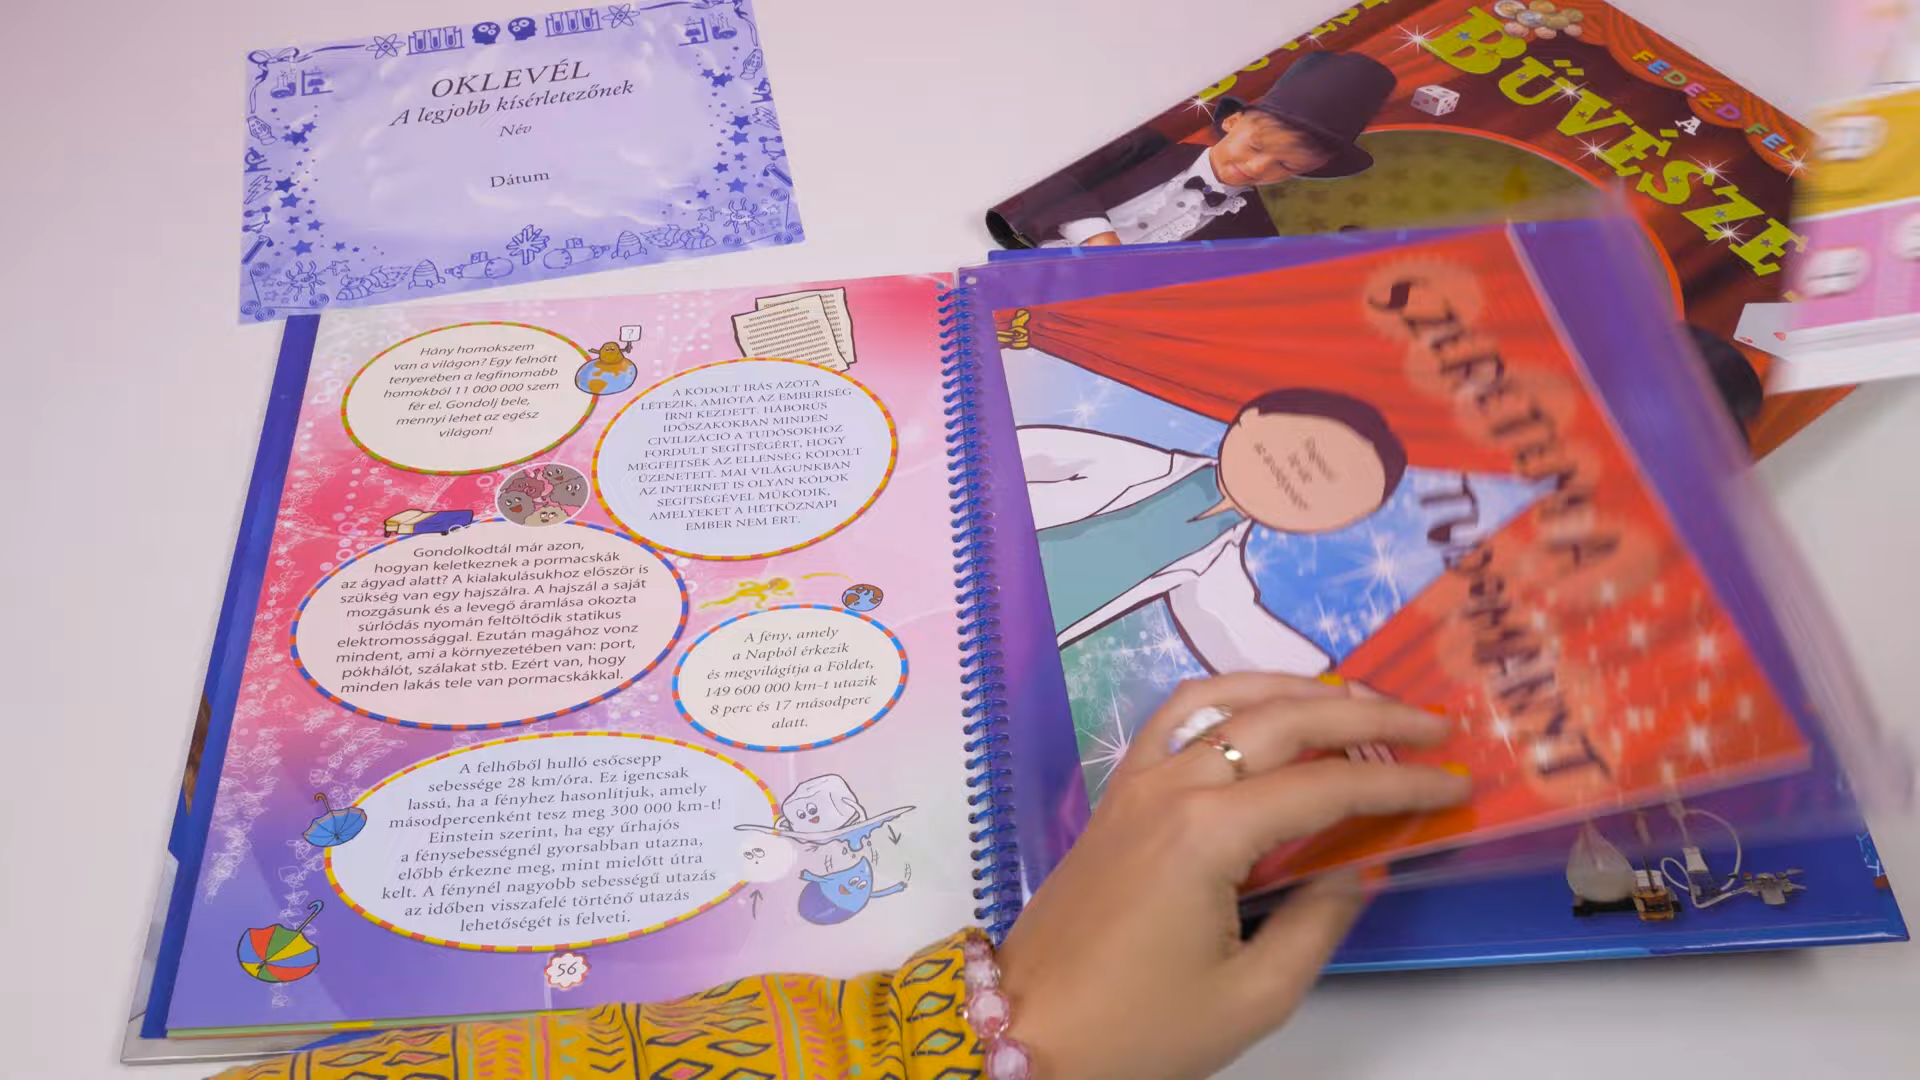 OKLEVÉL
A legjobb kísérletezőnek
Név
Dátum
FEDEZD FEL
A
BŰVÉSZE
Hány homokszem
van a világon? Egy felnőtt
tenyerében a legfinomabb
homokból 11 000 000 szem
fér el. Gondolj bele,
mennyi lehet az egész
világon!
?
A KÓDOLT ÍRÁS AZÓTA
LÉTEZIK, AMIÓTA AZ EMBERISÉG
ÍRNI KEZDETT. HÁBORÚS
IDŐSZAKOKBAN MINDEN
CIVILIZÁCIÓ A TUDÓSOKHOZ
FORDULT SEGÍTSÉGÉRT, HOGY
MEGFEJTSÉK AZ ELLENSÉG KÓDOLT
ÜZENETEIT. MAI VILÁGUNKBAN
AZ INTERNET IS OLYAN KÓDOK
SEGÍTSÉGÉVEL MŰKÖDIK,
AMELYEKET A HÉTKÖZNAPI
EMBER NEM ÉRT.
Gondolkodtál már azon,
hogyan keletkeznek a pormacskák
az ágyad alatt? A kialakulásukhoz először is
szükség van egy hajszálra. A hajszál a saját
mozgásunk és a levegő áramlása okozta
súrlódás nyomán feltöltődik statikus
elektromossággal. Ezután magához vonz
mindent, ami a környezetében van: port,
pókhálót, szálakat stb. Ezért van, hogy
minden lakás tele van pormacskákkal.
A fény, amely
a Napból érkezik
és megvilágítja a Földet,
149 600 000 km-t utazik
8 perc és 17 másodperc
alatt.
A felhőből hulló esőcsepp
sebessége 28 km/óra. Ez igencsak
lassú, ha a fényhez hasonlítjuk, amely
másodpercenként tesz meg 300 000 km-t!
Einstein szerint, ha egy űrhajós
a fénysebességnél gyorsabban utazna,
előbb érkezne meg, mint mielőtt útra
kelt. A fénynél nagyobb sebességű utazás
az időben visszafelé történő utazás
lehetőségét is felveti.
56
SZERETEM A
TUDOMÁNYT